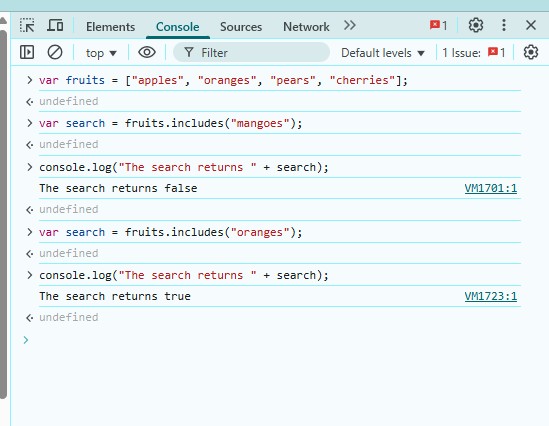 Elements Console Sources Network 1
top Filter Default levels 1 Issue: 1
var fruits = ["apples", "oranges", "pears", "cherries"];
undefined
var search = fruits.includes("mangoes");
undefined
console.log("The search returns " + search);
The search returns false VM1701:1
undefined
var search = fruits.includes("oranges");
undefined
console.log("The search returns " + search);
The search returns true VM1723:1
undefined